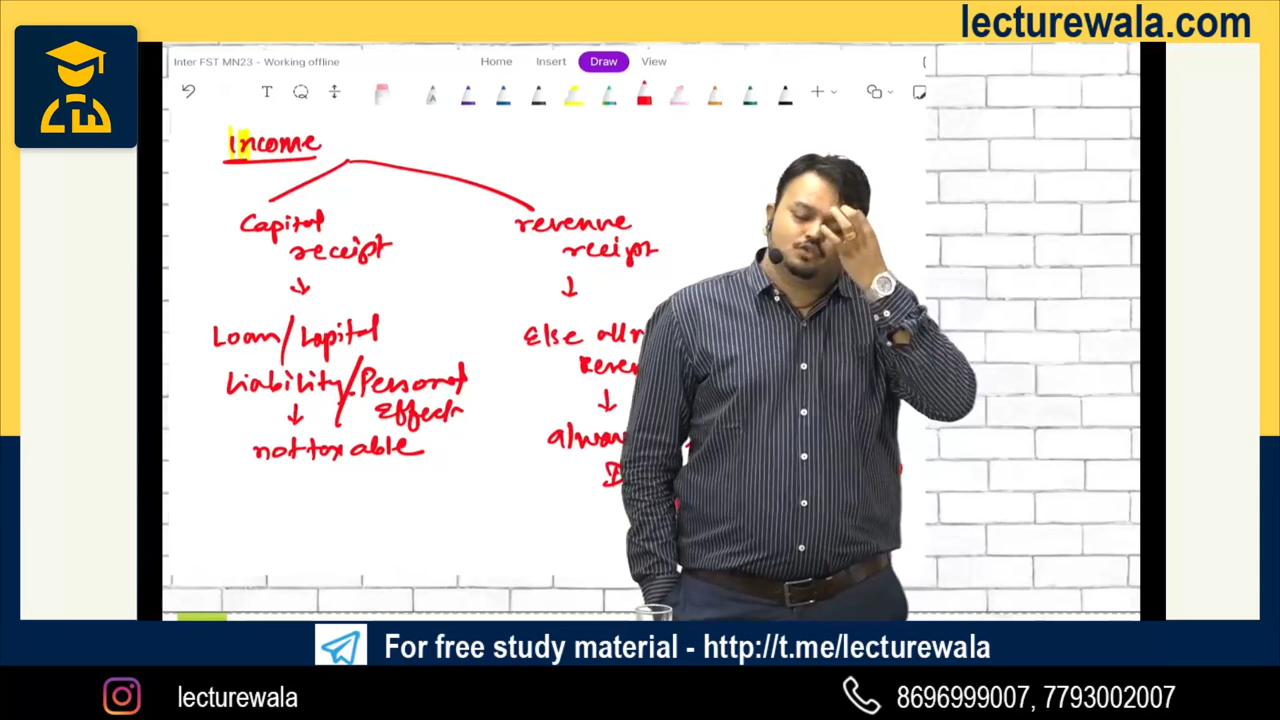 lecturewala.com
Inter FST MN23 - Working offline
Home Insert Draw View
Income
Capital receipt
revenue receipt
Loan/Capital
Liability/Personal Effects
not taxable
Else all
For free study material - http://t.me/lecturewala
lecturewala
8696999007, 7793002007